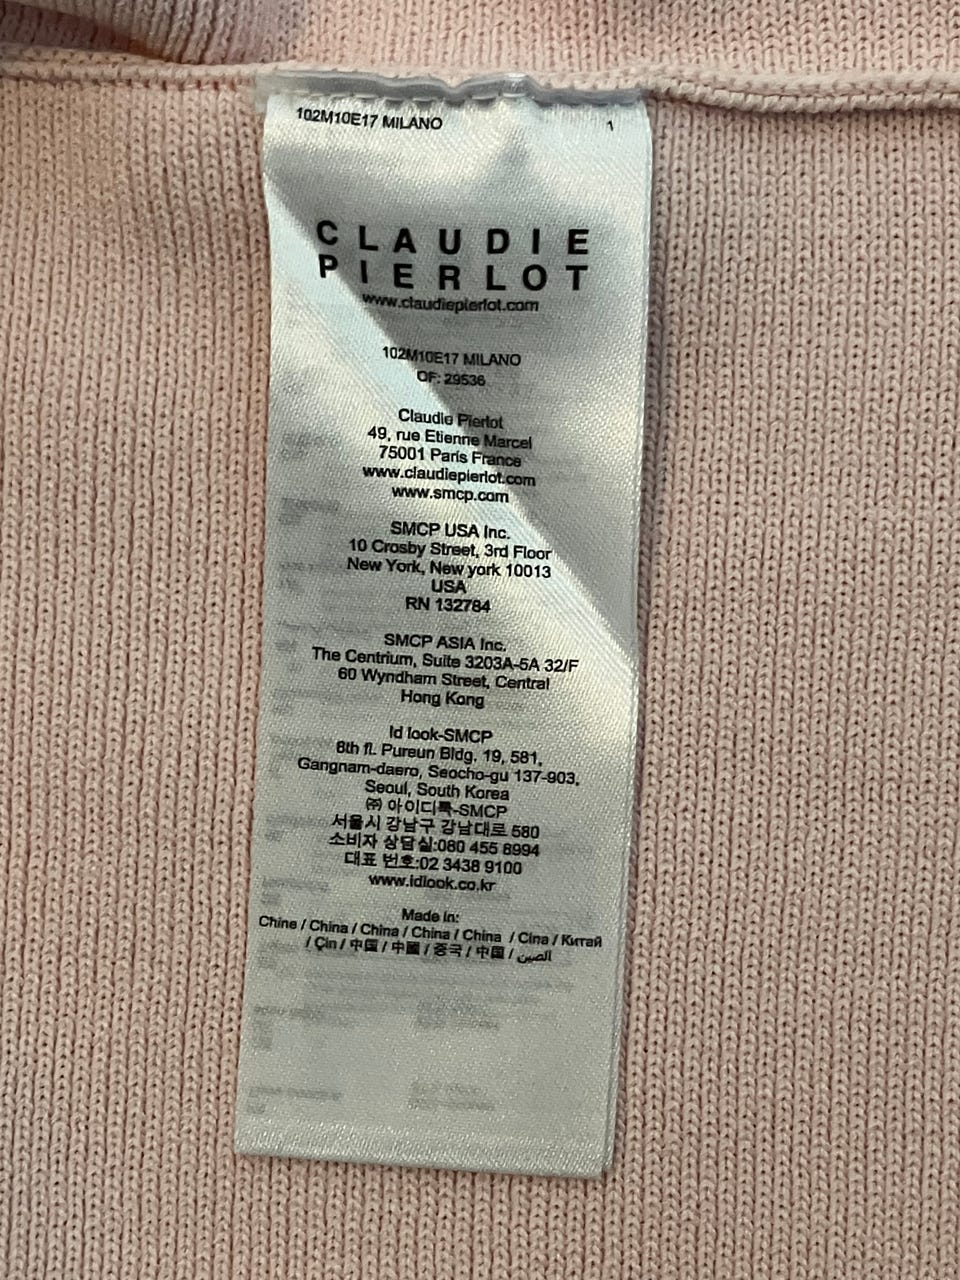 102M10E17 MILANO 1
CLAUDIE
PIERLOT
www.claudiepierlot.com
102M10E17 MILANO
OF: 29536
Claudie Pierlot
49, rue Etienne Marcel
75001 Paris France
www.claudiepierlot.com
www.smcp.com
SMCP USA Inc.
10 Crosby Street, 3rd Floor
New York, New york 10013
USA
RN 132784
SMCP ASIA Inc.
The Centrium, Suite 3203A-5A 32/F
60 Wyndham Street, Central
Hong Kong
Id look-SMCP
8th fl. Pureun Bldg. 19, 581,
Gangnam-daero, Seocho-gu 137-903,
Seoul, South Korea
㈜ 아이디룩-SMCP
서울시 강남구 강남대로 580
소비자 상담실:080 455 8994
대표 번호:02 3438 9100
www.idlook.co.kr
Made in:
Chine / China / China / China / China / Cina / Китай
/ Çin / 中国 / 中國 / 중국 / 中国 / الصين